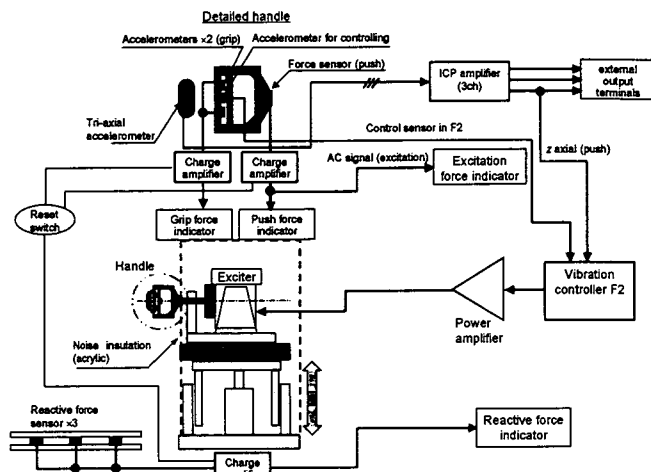 Detailed handle
Accelerometers ×2 (grip)
Accelerometer for controlling
Force sensor (push)
ICP amplifier
(3ch)
external
output
terminals
Tri-axial
accelerometer
Control sensor in F2
z axial (push)
Charge
amplifier
Charge
amplifier
AC signal (excitation)
Excitation
force indicator
Reset
switch
Grip force
indicator
Push force
indicator
Handle
Exciter
Vibration
controller F2
Power
amplifier
Noise insulation
(acrylic)
Reactive force
sensor ×3
Reactive force
indicator
Charge